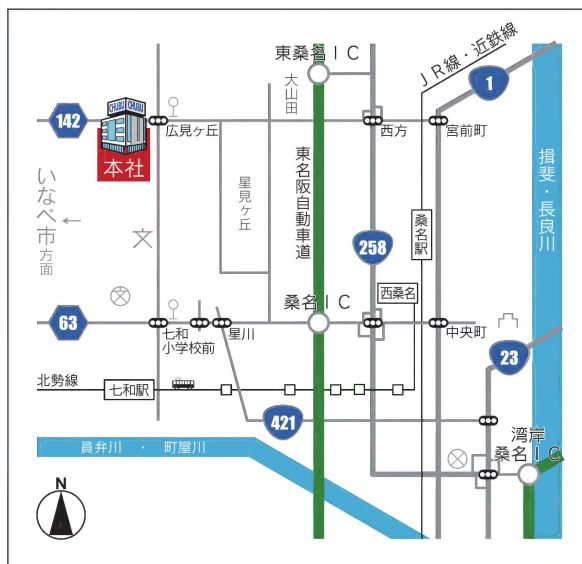 東桑名ＩＣ
ＪＲ線・近鉄線
1
大山田
CHUBU CHUBU
142
本社
広見ヶ丘
西方
宮前町
揖斐・長良川
いなべ市方面
←
文
星見ヶ丘
東名阪自動車道
258
桑名駅
西桑名
桑名ＩＣ
63
七和
小学校前
星川
中央町
23
北勢線
七和駅
421
湾岸
桑名ＩＣ
員弁川 ・ 町屋川
N